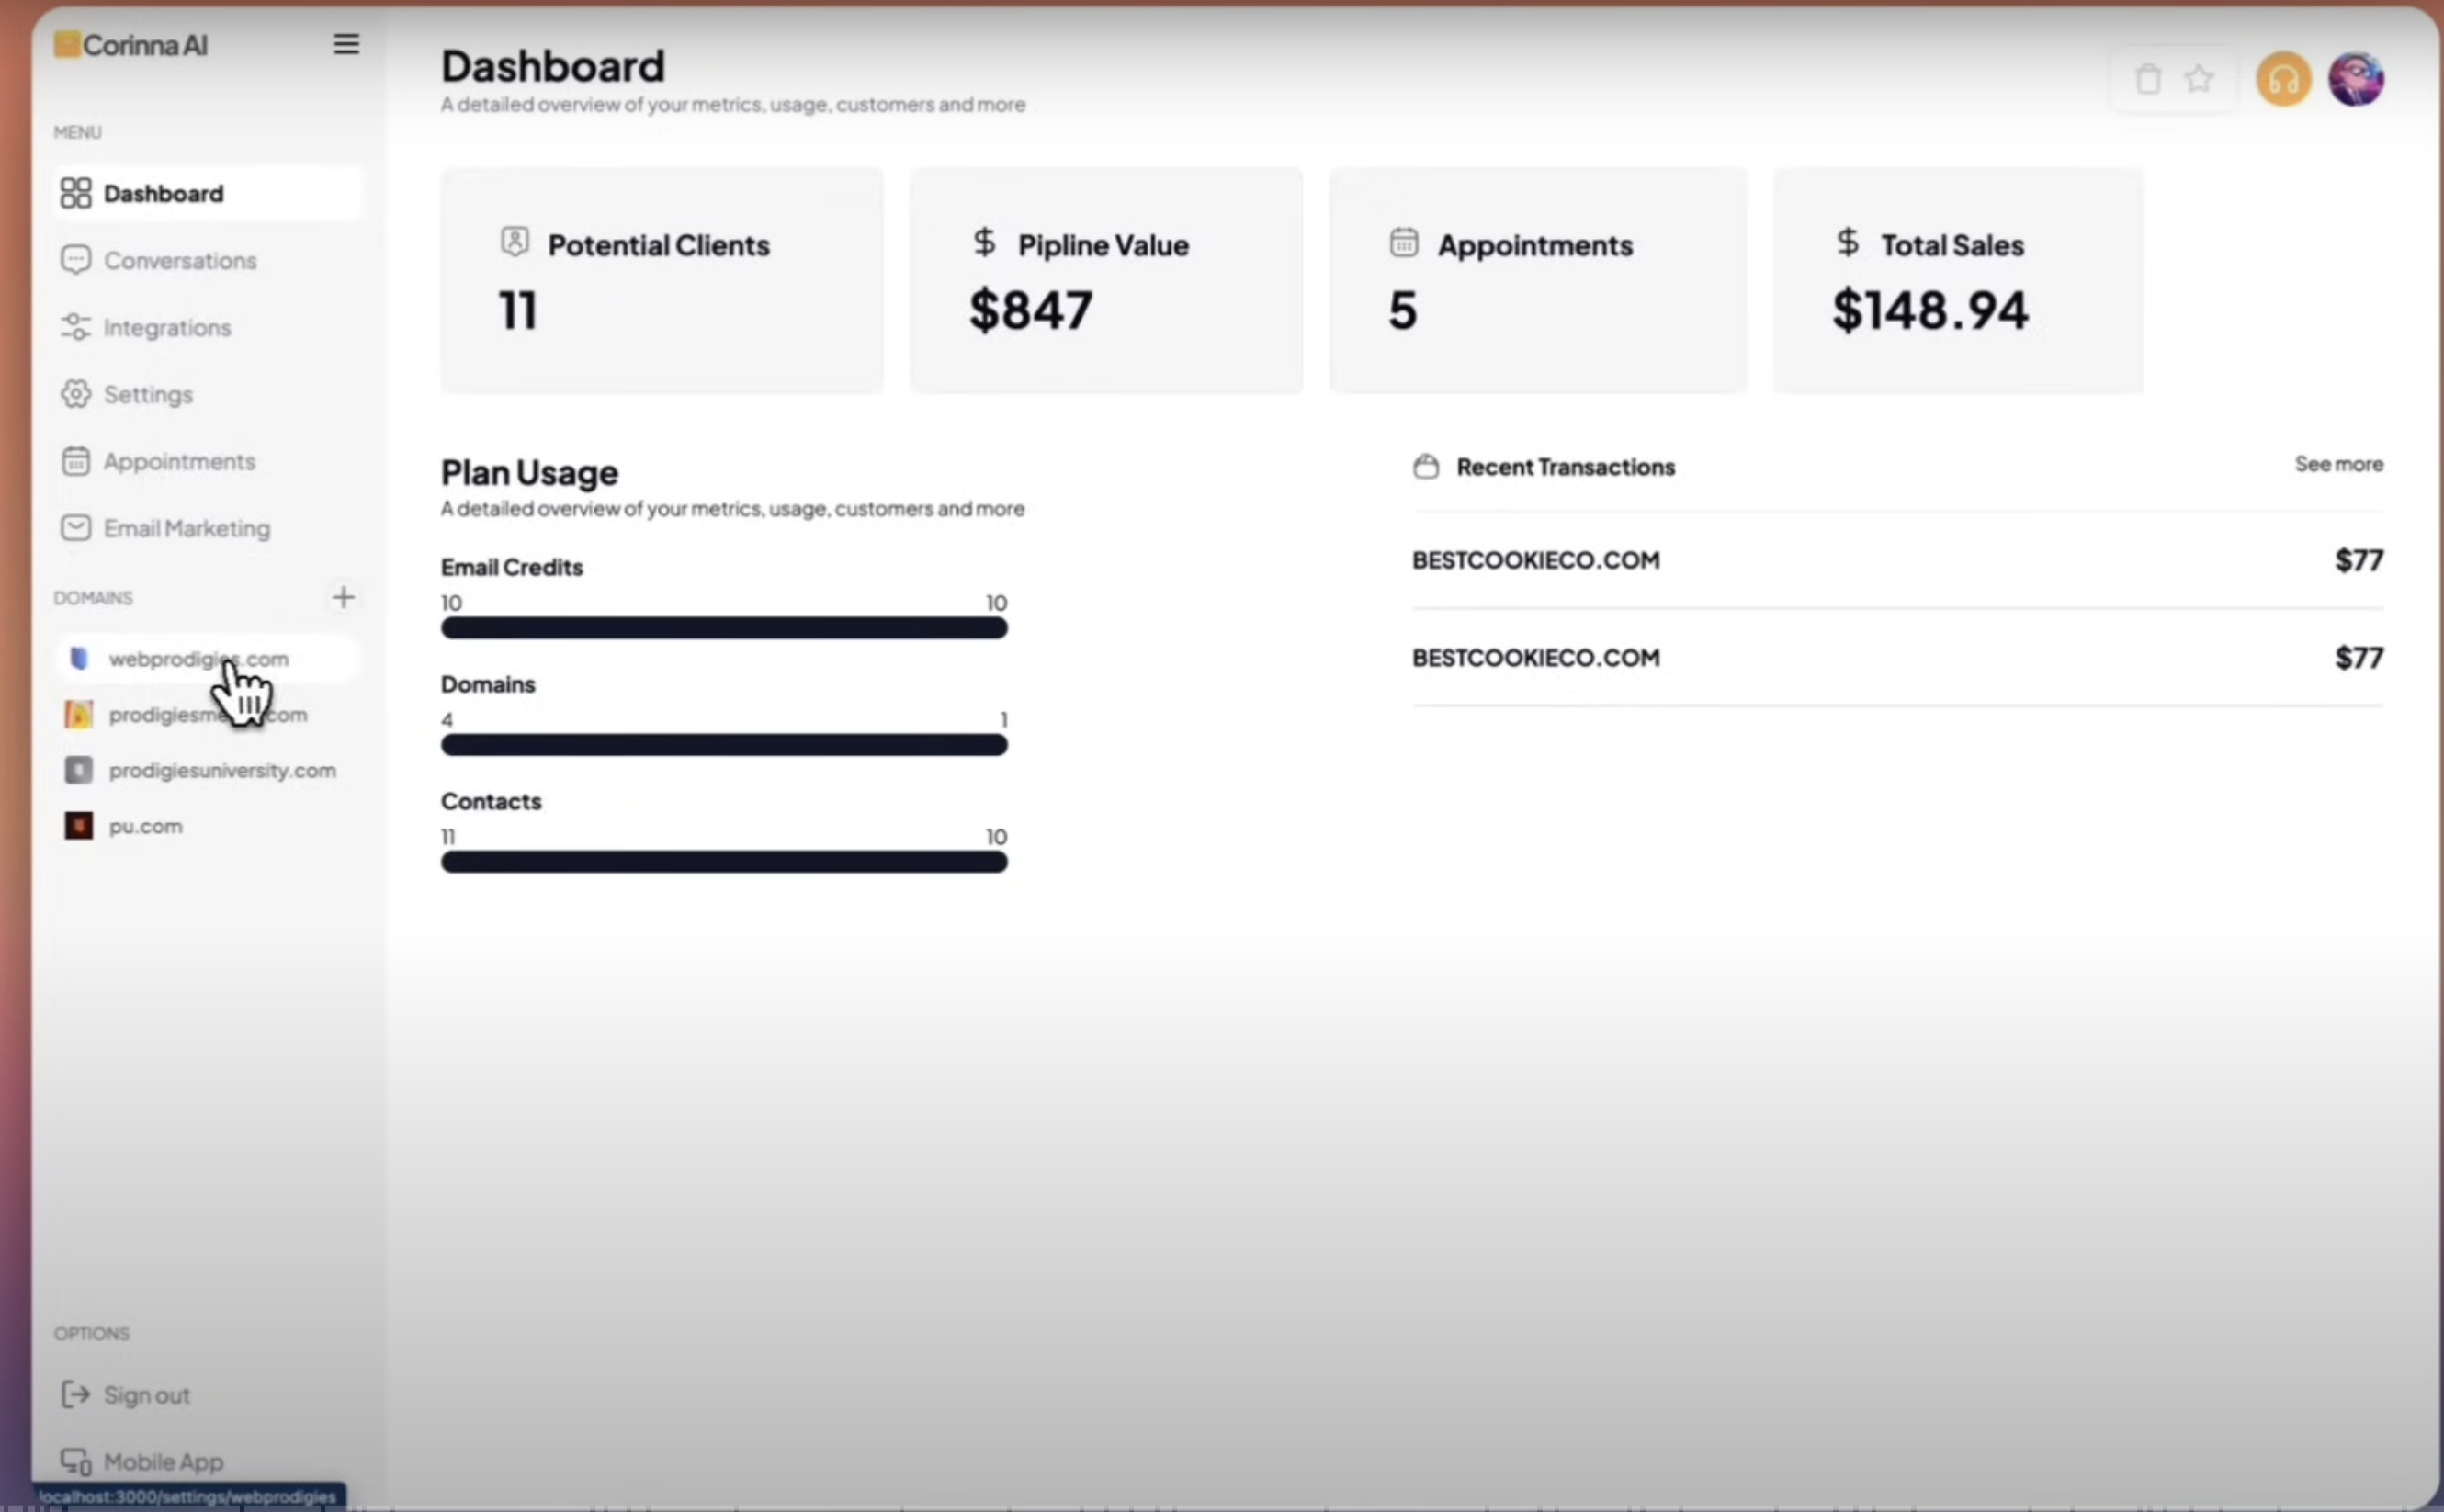 Corinna AI
MENU
Dashboard
Conversations
Integrations
Settings
Appointments
Email Marketing
DOMAINS
webprodigies.com
prodigiesme com
prodigiesuniversity.com
pu.com
OPTIONS
Sign out
Mobile App
localhost:3000/settings/webprodigies
Dashboard
A detailed overview of your metrics, usage, customers and more
Potential Clients
11
Pipline Value
$847
Appointments
5
Total Sales
$148.94
Plan Usage
A detailed overview of your metrics, usage, customers and more
Email Credits
10 10
Domains
4 1
Contacts
11 10
Recent Transactions See more
BESTCOOKIECO.COM $77
BESTCOOKIECO.COM $77